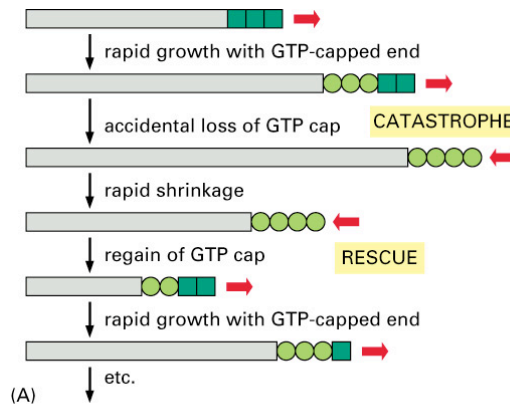 rapid growth with GTP-capped end
accidental loss of GTP cap
CATASTROPHE
rapid shrinkage
regain of GTP cap
RESCUE
rapid growth with GTP-capped end
etc.
(A)